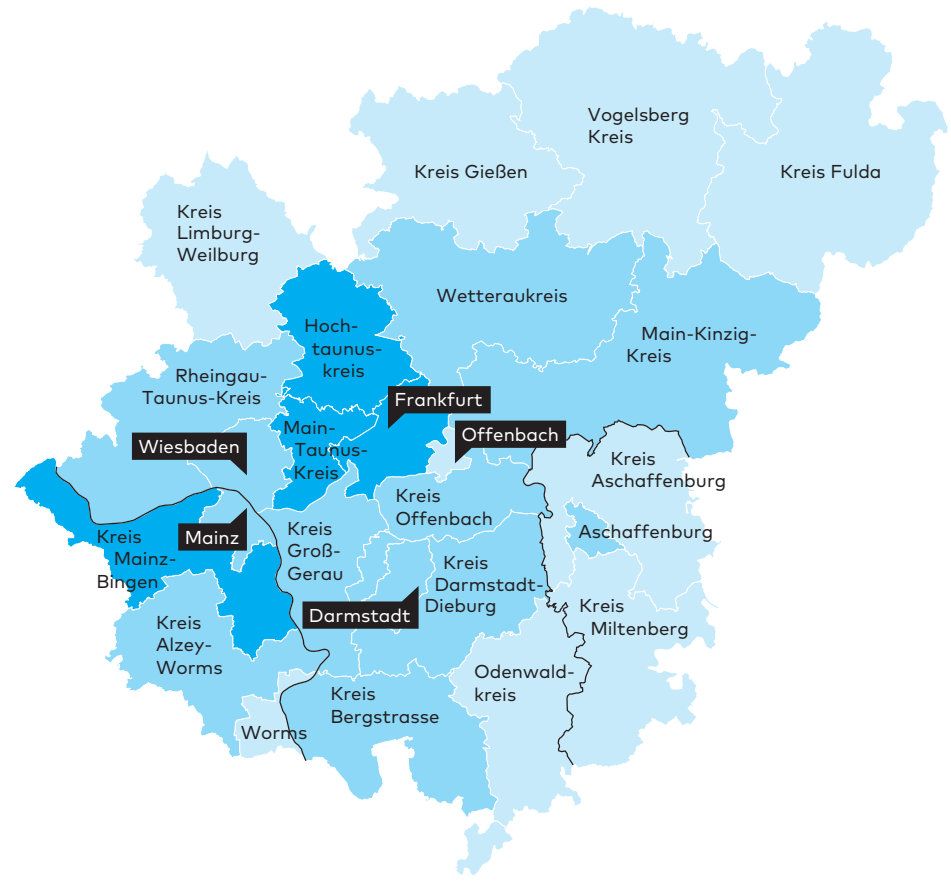 Vogelsberg
Kreis
Kreis Gießen
Kreis Fulda
Kreis
Limburg-
Weilburg
Wetteraukreis
Hoch-
taunus-
kreis
Main-Kinzig-
Kreis
Rheingau-
Taunus-Kreis
Frankfurt
Main-
Taunus-
Kreis
Offenbach
Wiesbaden
Kreis
Aschaffenburg
Kreis
Offenbach
Mainz
Kreis
Groß-
Gerau
Aschaffenburg
Kreis
Mainz-
Bingen
Kreis
Darmstadt-
Dieburg
Darmstadt
Kreis
Miltenberg
Kreis
Alzey-
Worms
Odenwald-
kreis
Kreis
Bergstrasse
Worms